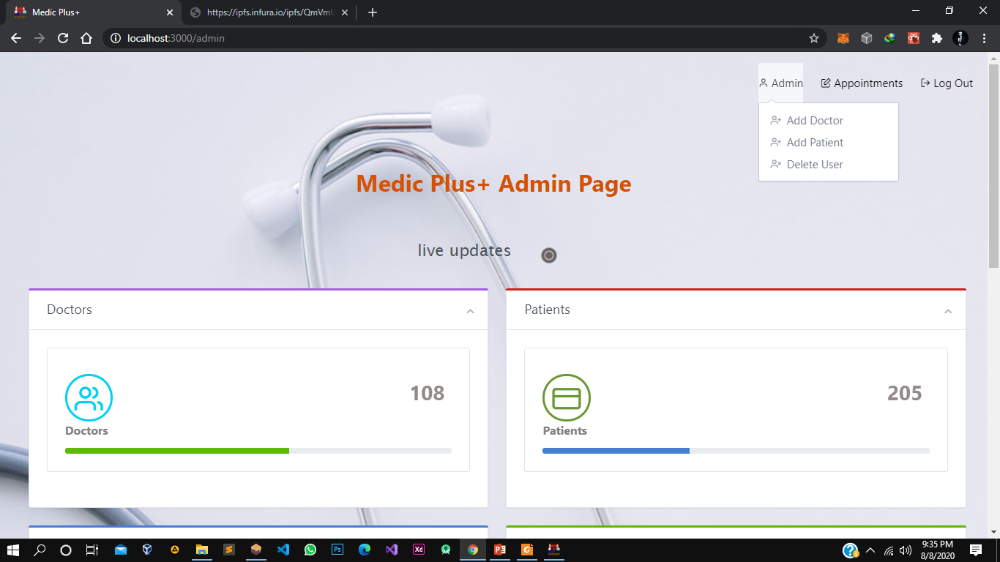 Medic Plus+
https://ipfs.infura.io/ipfs/QmVmU
localhost:3000/admin
Admin
Appointments
Log Out
Add Doctor
Add Patient
Delete User
Medic Plus+ Admin Page
live updates
Doctors
Patients
108
Doctors
205
Patients
Ps
Xd
9:35 PM
8/8/2020